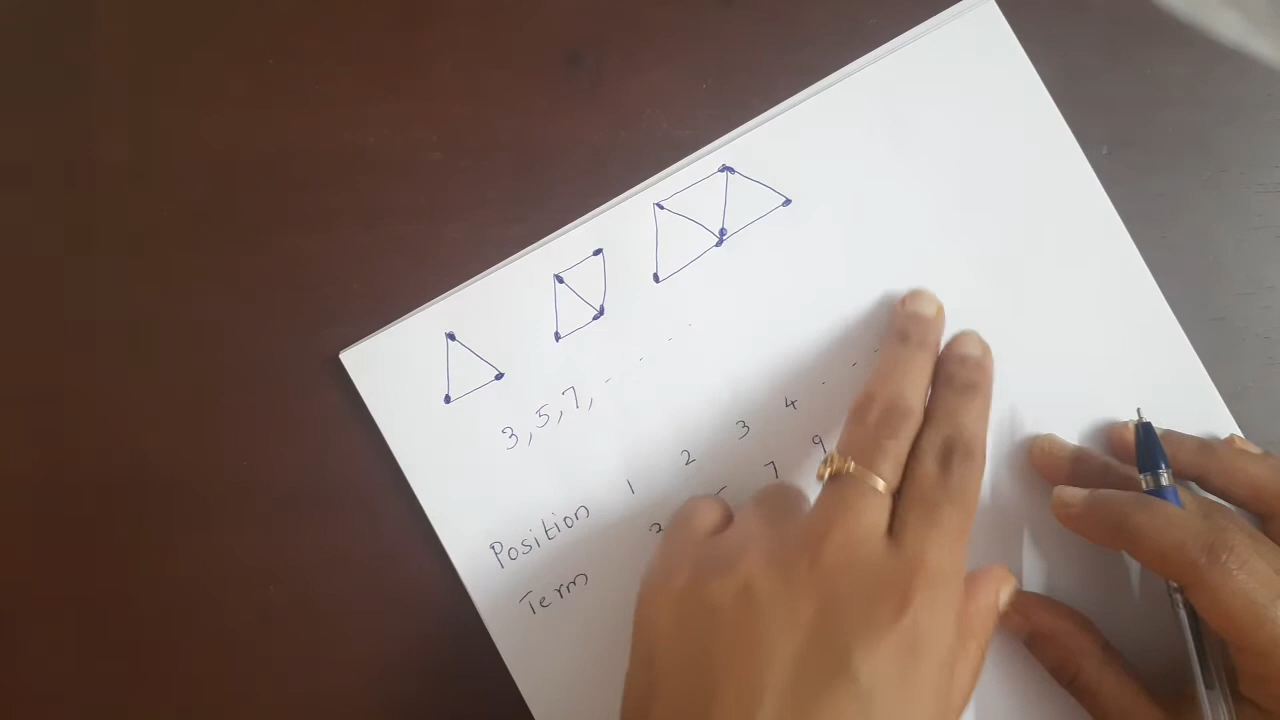 3, 5, 7, - - - -
Position 1 2 3 4 - - -
Term 3 5 7 9